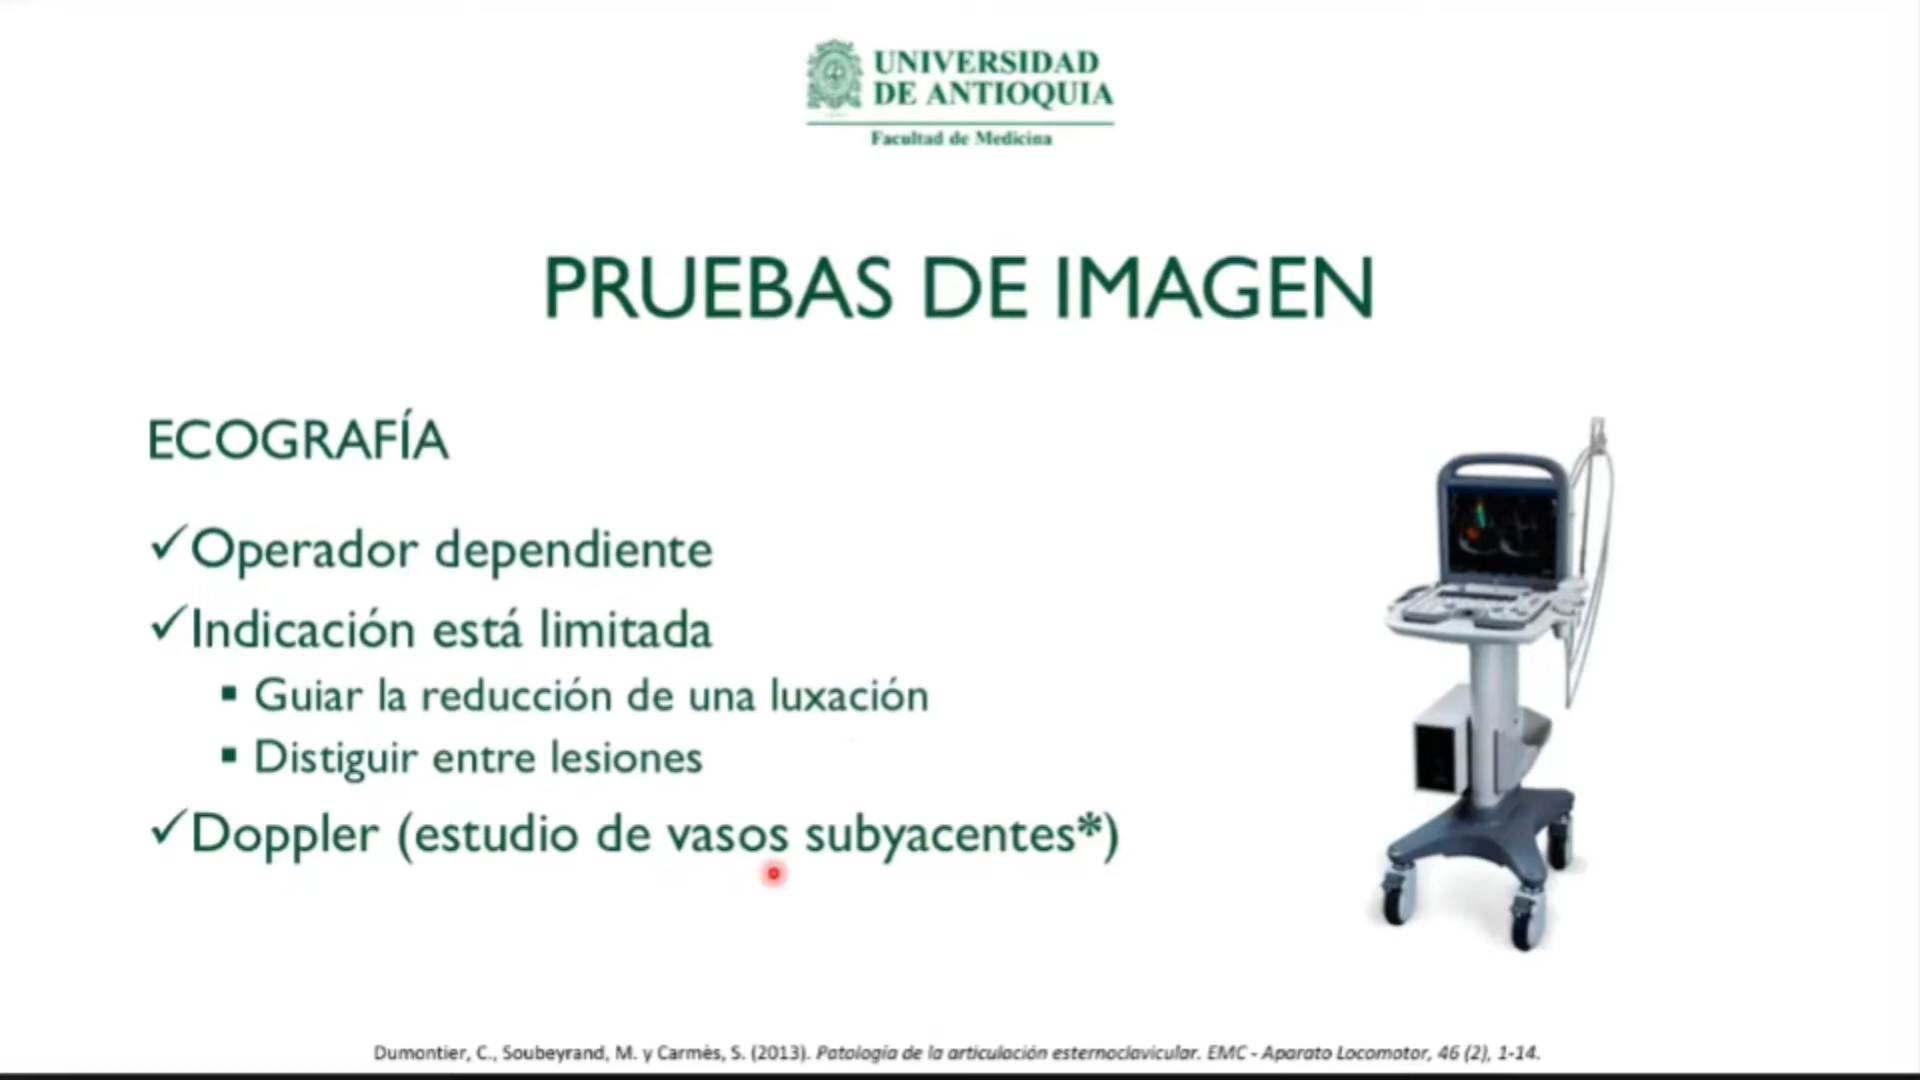 UNIVERSIDAD
DE ANTIOQUIA
Facultad de Medicina
PRUEBAS DE IMAGEN
ECOGRAFÍA
✓Operador dependiente
✓Indicación está limitada
▪ Guiar la reducción de una luxación
▪ Distiguir entre lesiones
✓Doppler (estudio de vasos subyacentes*)
Dumontier, C., Soubeyrand, M. y Carmès, S. (2013). Patología de la articulación esternoclavicular. EMC - Aparato Locomotor, 46 (2), 1-14.